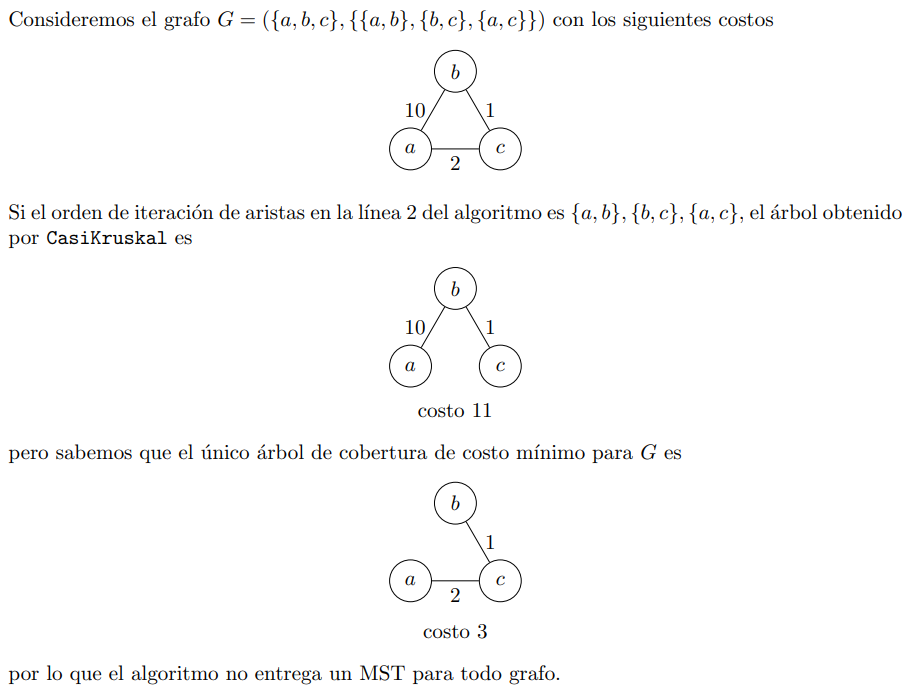 Consideremos el grafo G = ({a, b, c}, {{a, b}, {b, c}, {a, c}}) con los siguientes costos
b
10 1
a c
2
Si el orden de iteración de aristas en la línea 2 del algoritmo es {a, b}, {b, c}, {a, c}, el árbol obtenido
por CasiKruskal es
b
10 1
a c
costo 11
pero sabemos que el único árbol de cobertura de costo mínimo para G es
b
1
a c
2
costo 3
por lo que el algoritmo no entrega un MST para todo grafo.